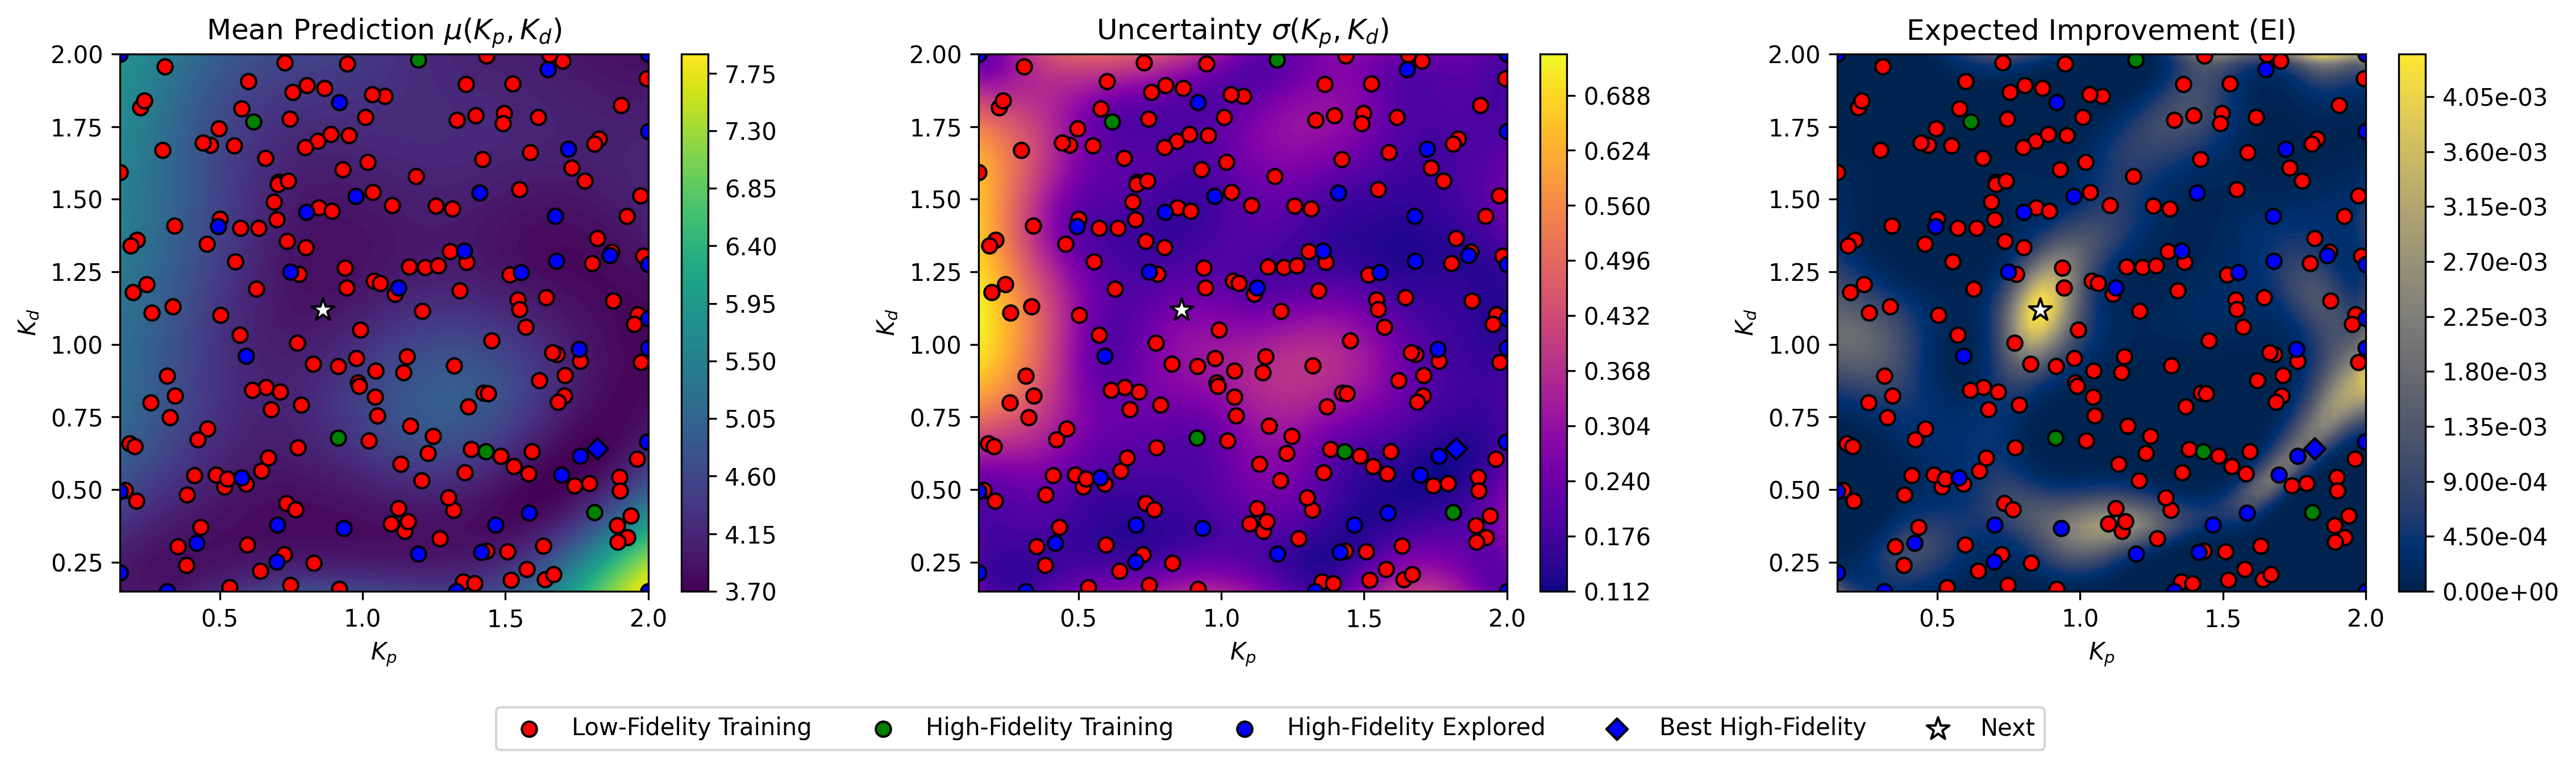 Mean Prediction μ(K_p, K_d)
2.00
1.75
1.50
1.25
1.00
0.75
0.50
0.25
K_d
0.5
1.0
1.5
2.0
K_p
7.75
7.30
6.85
6.40
5.95
5.50
5.05
4.60
4.15
3.70
Uncertainty σ(K_p, K_d)
2.00
1.75
1.50
1.25
1.00
0.75
0.50
0.25
K_d
0.5
1.0
1.5
2.0
K_p
0.688
0.624
0.560
0.496
0.432
0.368
0.304
0.240
0.176
0.112
Expected Improvement (EI)
2.00
1.75
1.50
1.25
1.00
0.75
0.50
0.25
K_d
0.5
1.0
1.5
2.0
K_p
4.05e-03
3.60e-03
3.15e-03
2.70e-03
2.25e-03
1.80e-03
1.35e-03
9.00e-04
4.50e-04
0.00e+00
Low-Fidelity Training
High-Fidelity Training
High-Fidelity Explored
Best High-Fidelity
Next